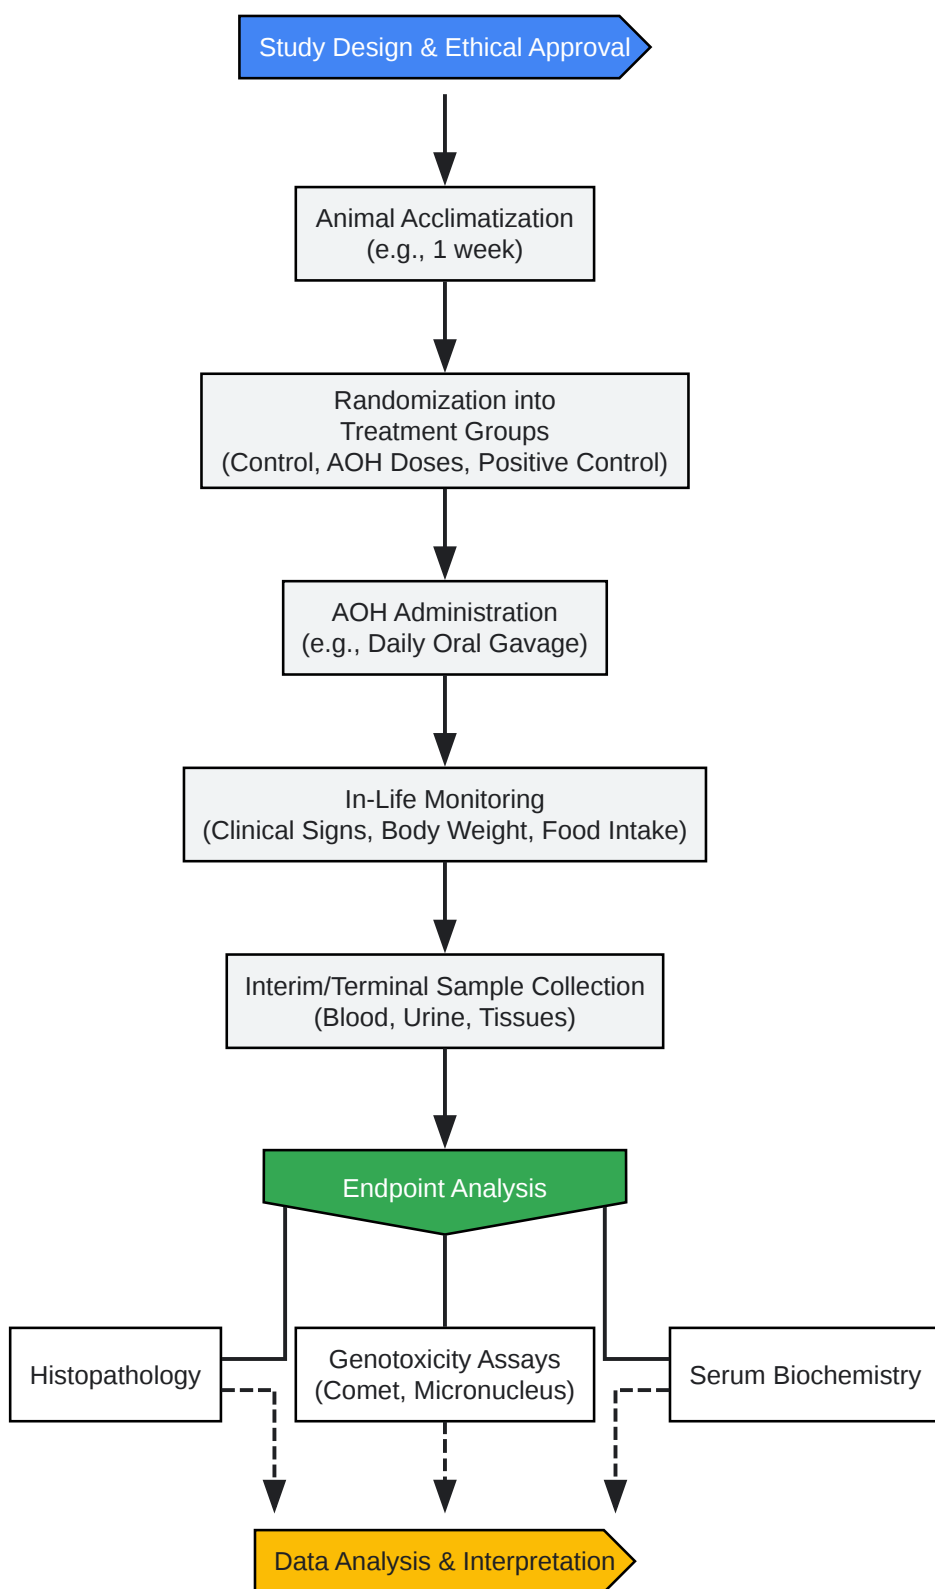 Study Design & Ethical Approval
Animal Acclimatization
(e.g., 1 week)
Randomization into
Treatment Groups
(Control, AOH Doses, Positive Control)
AOH Administration
(e.g., Daily Oral Gavage)
In-Life Monitoring
(Clinical Signs, Body Weight, Food Intake)
Interim/Terminal Sample Collection
(Blood, Urine, Tissues)
Endpoint Analysis
Histopathology
Genotoxicity Assays
(Comet, Micronucleus)
Serum Biochemistry
Data Analysis & Interpretation